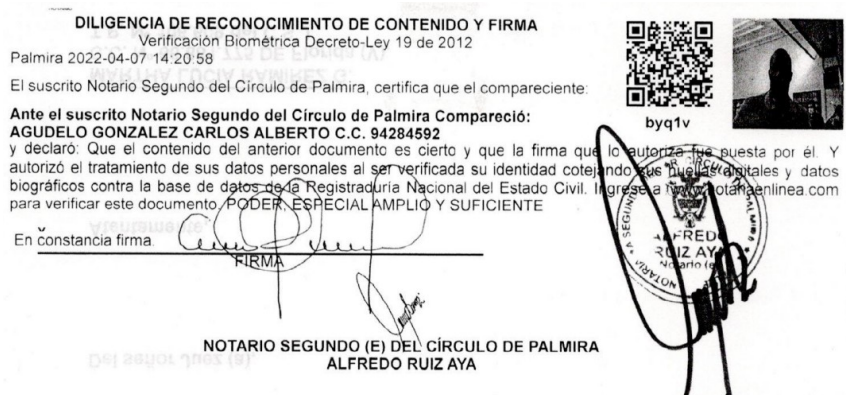 DILIGENCIA DE RECONOCIMIENTO DE CONTENIDO Y FIRMA
Verificación Biométrica Decreto-Ley 19 de 2012
Palmira 2022-04-07 14:20:58
El suscrito Notario Segundo del Círculo de Palmira, certifica que el compareciente:
Ante el suscrito Notario Segundo del Círculo de Palmira Compareció:
AGUDELO GONZALEZ CARLOS ALBERTO C.C. 94284592
y declaró: Que el contenido del anterior documento es cierto y que la firma que lo autoriza fue puesta por él. Y
autorizó el tratamiento de sus datos personales al ser verificada su identidad cotejando sus huellas digitales y datos
biográficos contra la base de datos de la Registraduría Nacional del Estado Civil. Ingrese a www.notariaenlinea.com
para verificar este documento. PODER, ESPECIAL AMPLIO Y SUFICIENTE
En constancia firma.
FIRMA
byq1v
ALFREDO
RUIZ AYA
Notario (e)
NOTARIO SEGUNDO (E) DEL CÍRCULO DE PALMIRA
ALFREDO RUIZ AYA
Atentamente,
Del señor Juez (a),